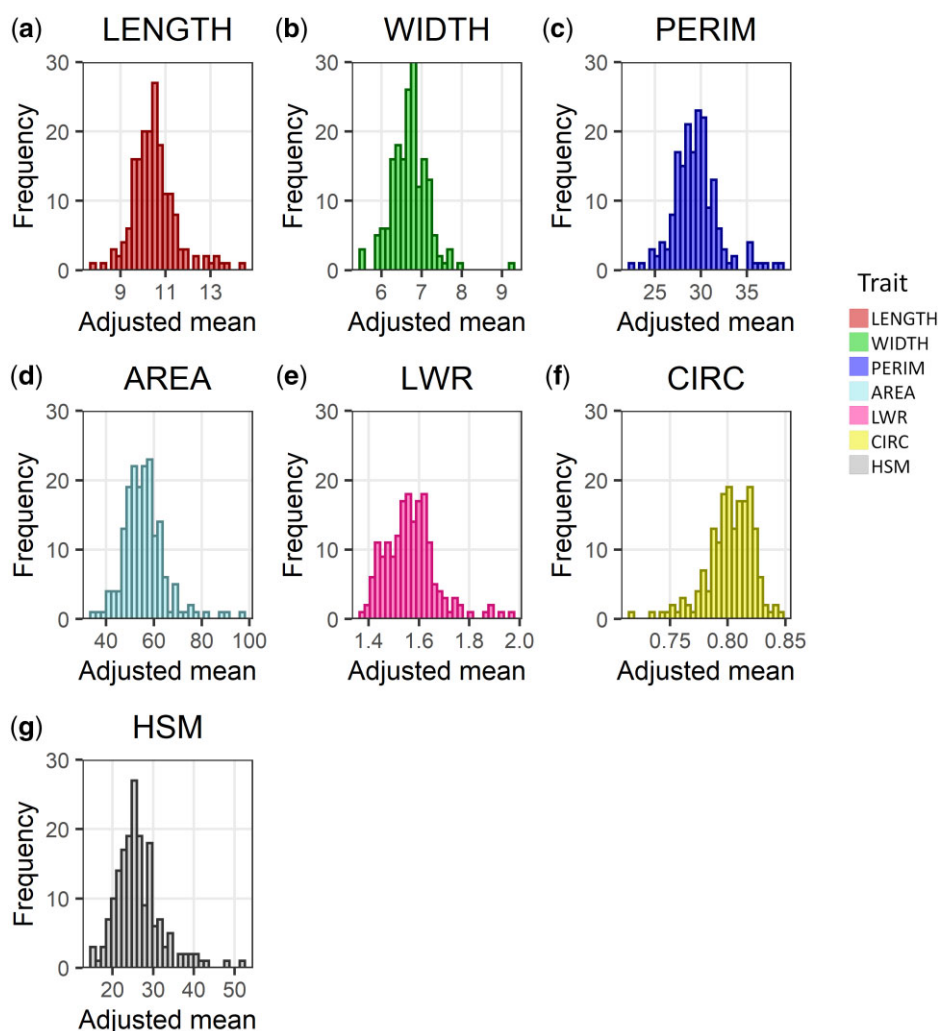 (a) LENGTH
30
20
10
0
Frequency
9 11 13
Adjusted mean
(b) WIDTH
30
20
10
0
Frequency
6 7 8 9
Adjusted mean
(c) PERIM
30
20
10
0
Frequency
25 30 35
Adjusted mean
Trait
LENGTH
WIDTH
PERIM
AREA
LWR
CIRC
HSM
(d) AREA
30
20
10
0
Frequency
40 60 80 100
Adjusted mean
(e) LWR
30
20
10
0
Frequency
1.4 1.6 1.8 2.0
Adjusted mean
(f) CIRC
30
20
10
0
Frequency
0.75 0.80 0.85
Adjusted mean
(g) HSM
30
20
10
0
Frequency
20 30 40 50
Adjusted mean